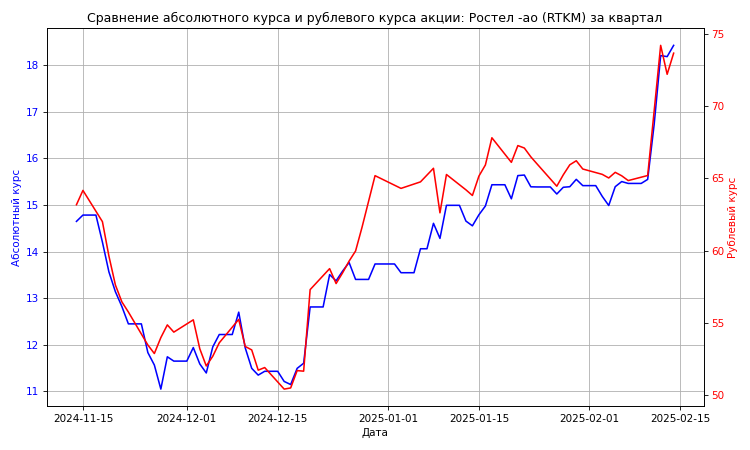 Сравнение абсолютного курса и рублевого курса акции: Ростел -ао (RTKM) за квартал
Абсолютный курс
18
17
16
15
14
13
12
11
75
70
65
60
55
50
Рублевый курс
2024-11-15 2024-12-01 2024-12-15 2025-01-01 2025-01-15 2025-02-01 2025-02-15
Дата